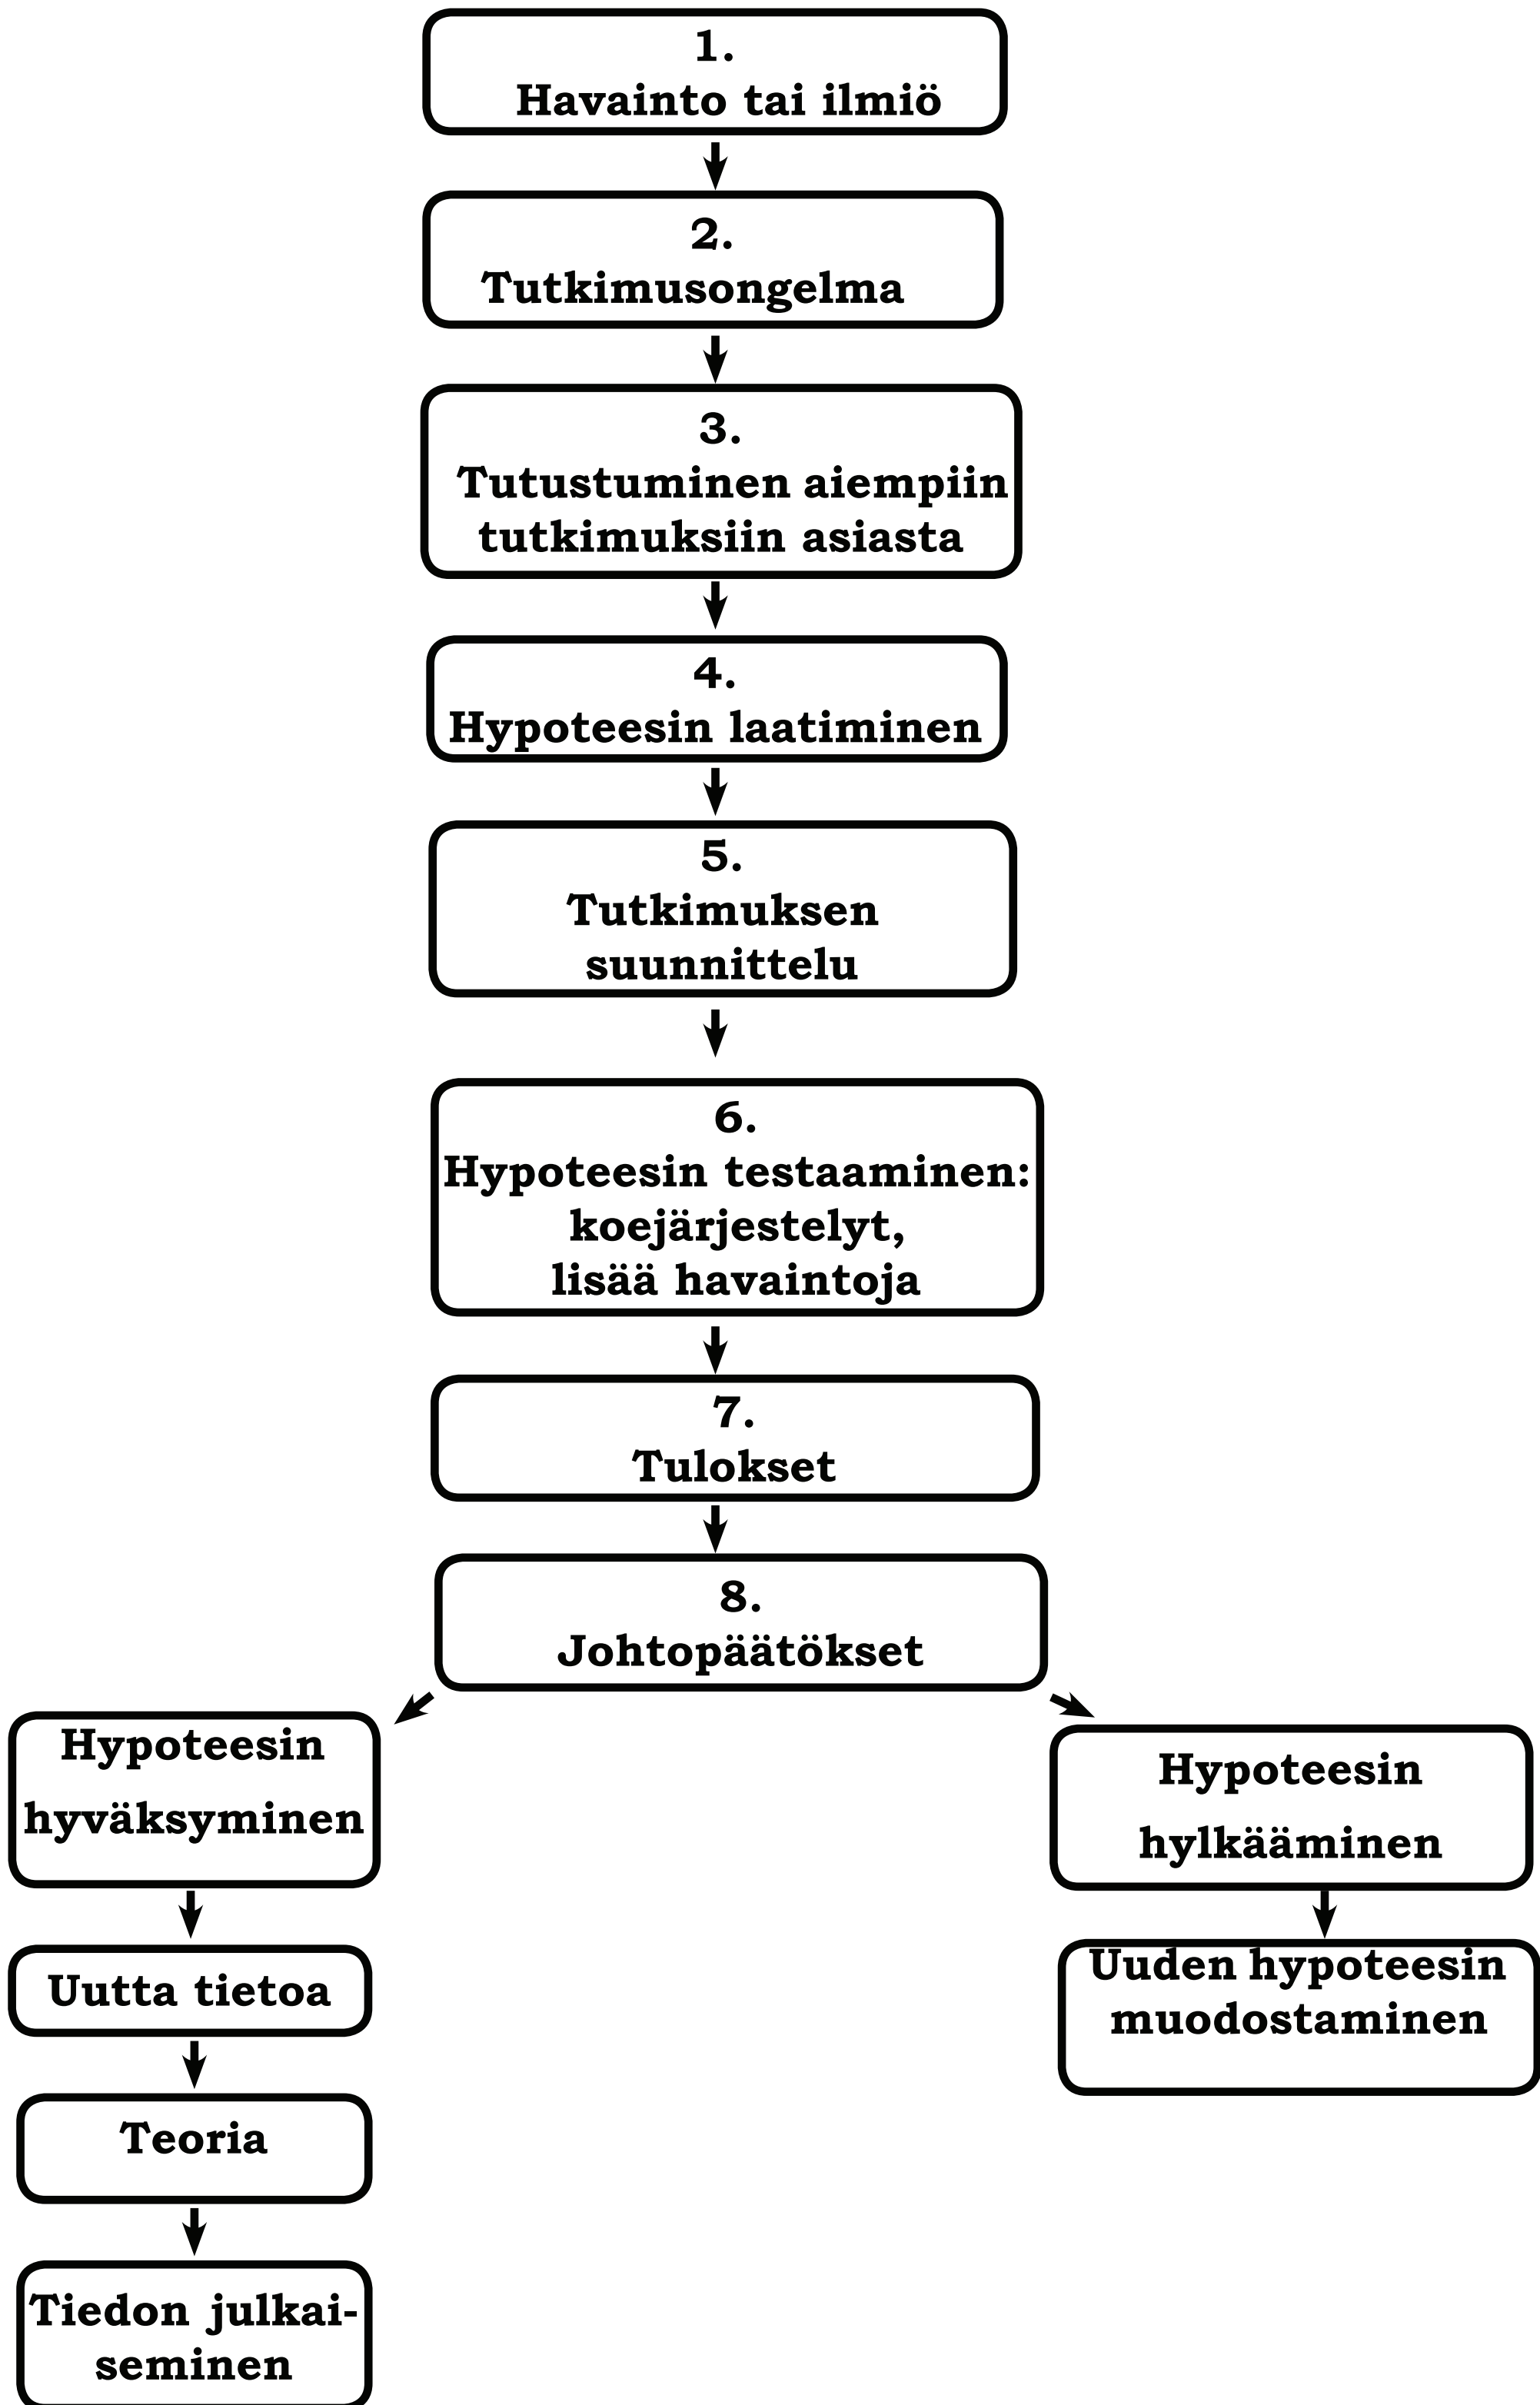 1.
Havainto tai ilmiö
2.
Tutkimusongelma
3.
Tutustuminen aiempiin
tutkimuksiin asiasta
4.
Hypoteesin laatiminen
5.
Tutkimuksen
suunnittelu
6.
Hypoteesin testaaminen:
koejärjestelyt,
lisää havaintoja
7.
Tulokset
8.
Johtopäätökset
Hypoteesin
hyväksyminen
Uutta tietoa
Teoria
Tiedon julkai-
seminen
Hypoteesin
hylkääminen
Uuden hypoteesin
muodostaminen